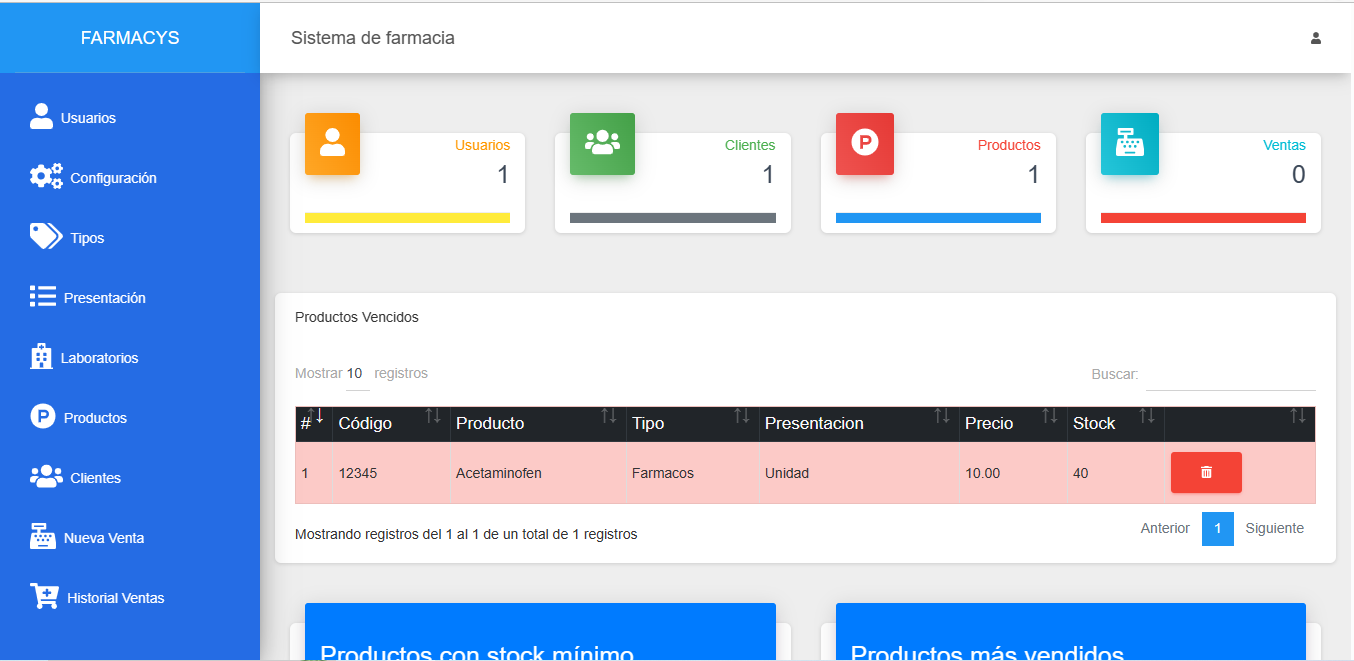 FARMACYS
Sistema de farmacia
Usuarios
Configuración
Tipos
Presentación
Laboratorios
Productos
Clientes
Nueva Venta
Historial Ventas
Usuarios
1
Clientes
1
P
Productos
1
Ventas
0
Productos Vencidos
Mostrar 10 registros Buscar:
# Código Producto Tipo Presentacion Precio Stock
1 12345 Acetaminofen Farmacos Unidad 10.00 40
Mostrando registros del 1 al 1 de un total de 1 registros
Anterior 1 Siguiente
Productos con stock mínimo
Productos más vendidos